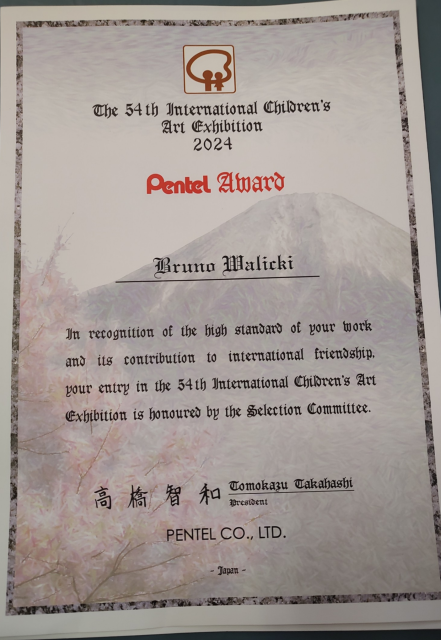 The 54th International Children's
Art Exhibition
2024
Pentel Award
Bruno Walicki
In recognition of the high standard of your work
and its contribution to international friendship,
your entry in the 54th International Children's Art
Exhibition is honoured by the Selection Committee.
高橋智和 Tomokazu Takahashi
President
PENTEL CO., LTD.
- Japan -